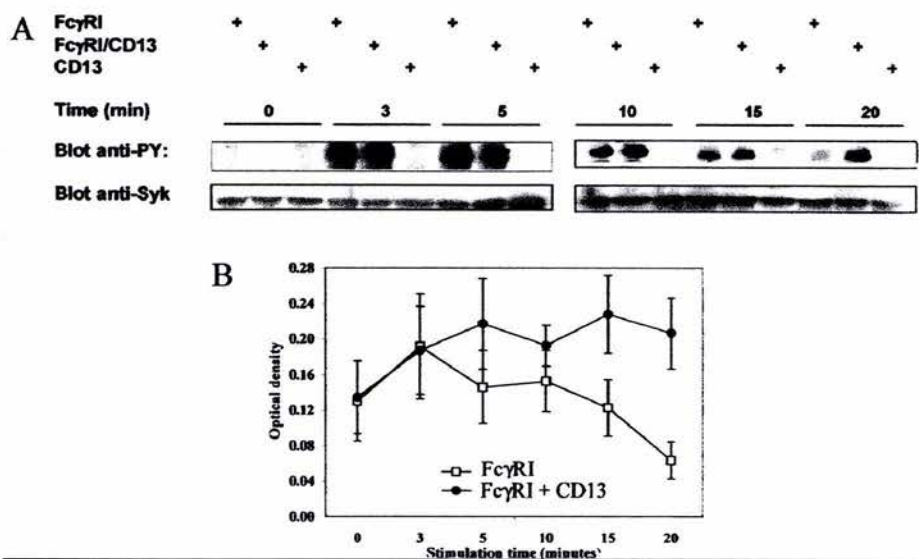 A
FcγRI + + + + + +
FcγRI/CD13 + + + + + +
CD13 + + + + + +
Time (min) 0 3 5 10 15 20
Blot anti-PY:
Blot anti-Syk
B
0.28
0.24
0.20
0.16
0.12
0.08
0.04
0.00
Optical density
FcγRI
FcγRI + CD13
0 3 5 10 15 20
Stimulation time (minutes)